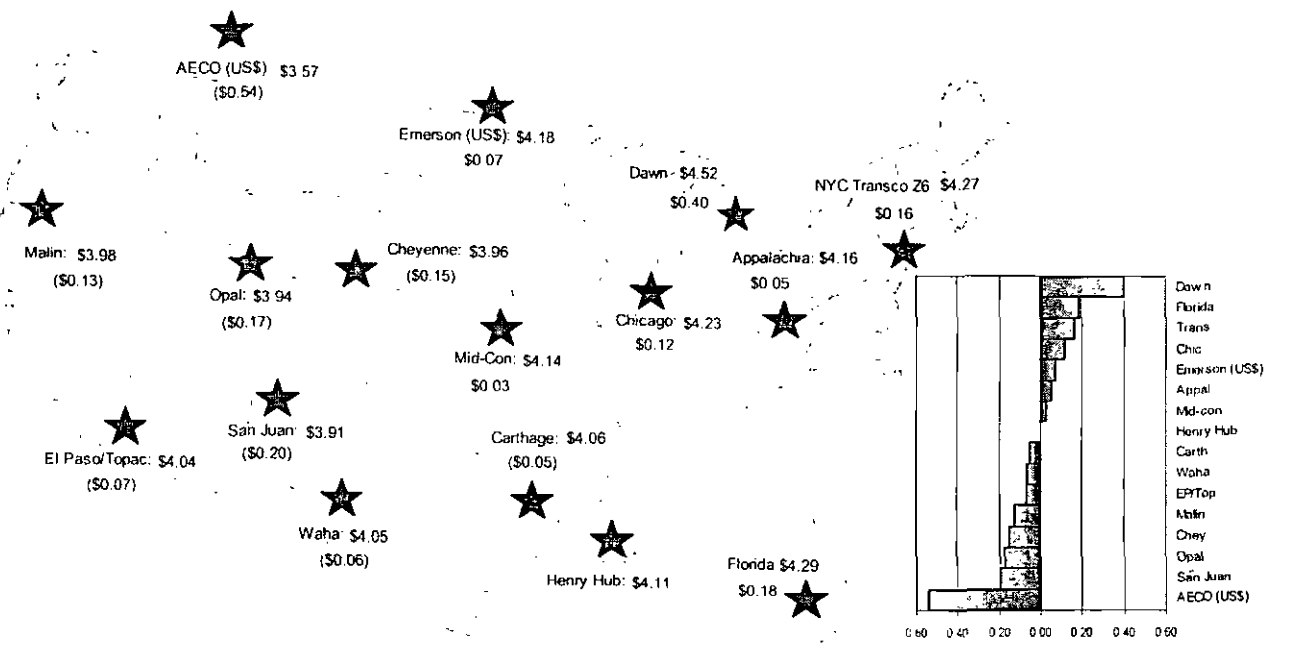 AECO (US$) $3 57
($0.54)
Emerson (US$): $4.18
$0 07
Dawn - $4.52
$0.40
NYC Transco Z6 $4.27
$0 16
Malin: $3.98
($0.13)
Opal: $3 94
($0.17)
Cheyenne: $3.96
($0.15)
Appalachia: $4.16
$0 05
Chicago: $4.23
$0.12
Mid-Con: $4.14
$0 03
San Juan: $3.91
($0.20)
El Paso/Topac: $4.04
($0.07)
Carthage: $4.06
($0.05)
Waha: $4.05
($0.06)
Henry Hub: $4.11
Florida $4.29
$0.18
Dawn
Florida
Trans
Chic
Emerson (US$)
Appal
Mid-con
Henry Hub
Carth
Waha
EP/Top
Malin
Chey
Opal
San Juan
AECO (US$)
0 60 0 40 0 20 0 00 0 20 0 40 0 60